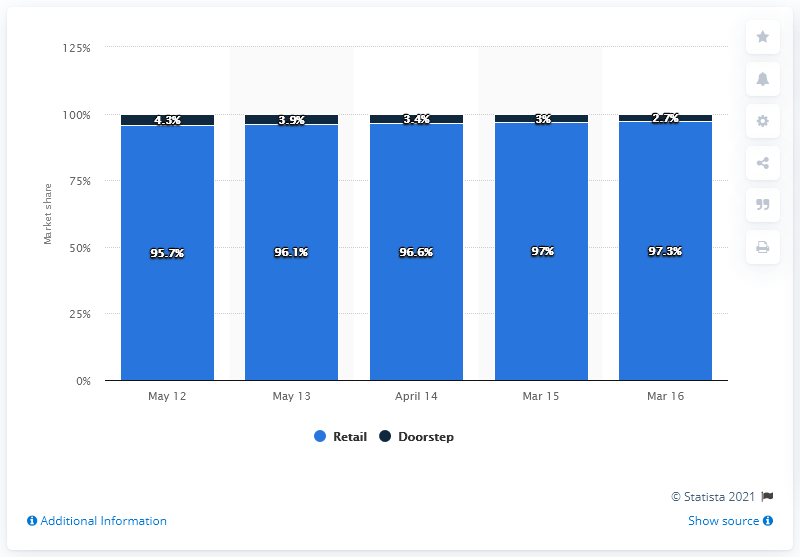 125%
100%
75%
50%
25%
0%
Market share
4.3% 3.9% 3.4% 3% 2.7%
95.7% 96.1% 96.6% 97% 97.3%
May 12 May 13 April 14 Mar 15 Mar 16
Retail Doorstep
© Statista 2021
Additional Information Show source